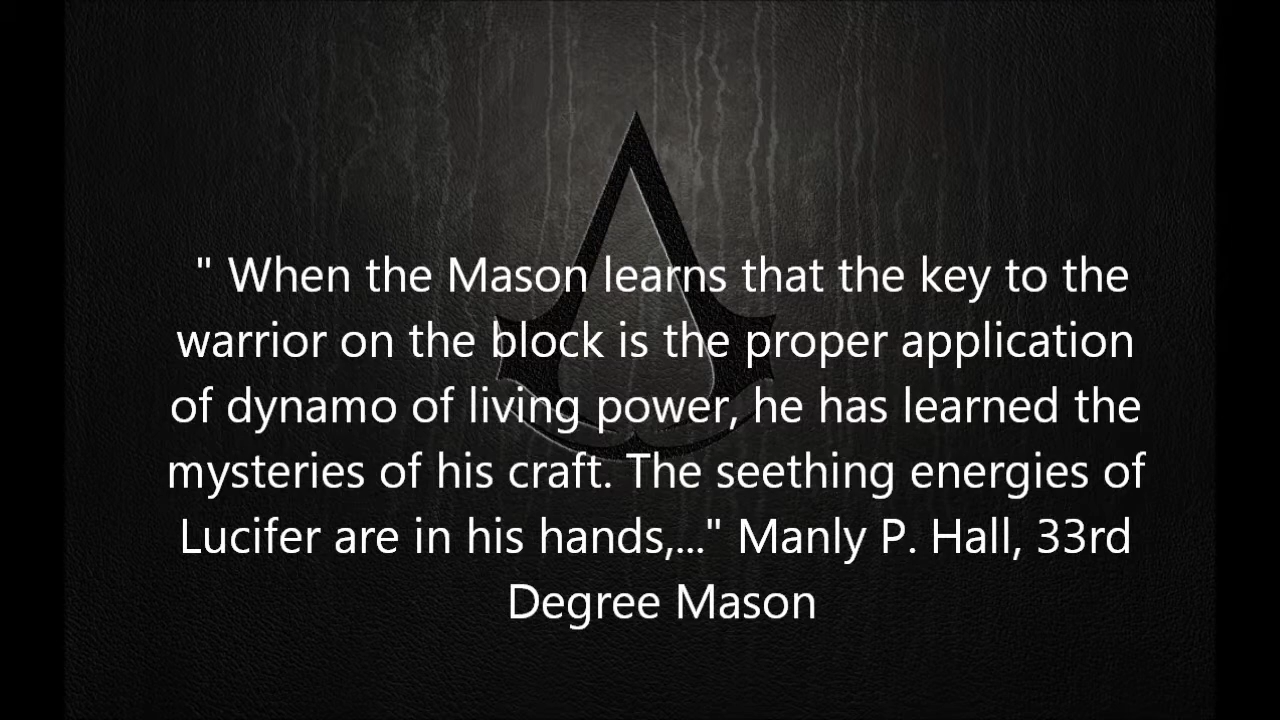 " When the Mason learns that the key to the
warrior on the block is the proper application
of dynamo of living power, he has learned the
mysteries of his craft. The seething energies of
Lucifer are in his hands,..." Manly P. Hall, 33rd
Degree Mason